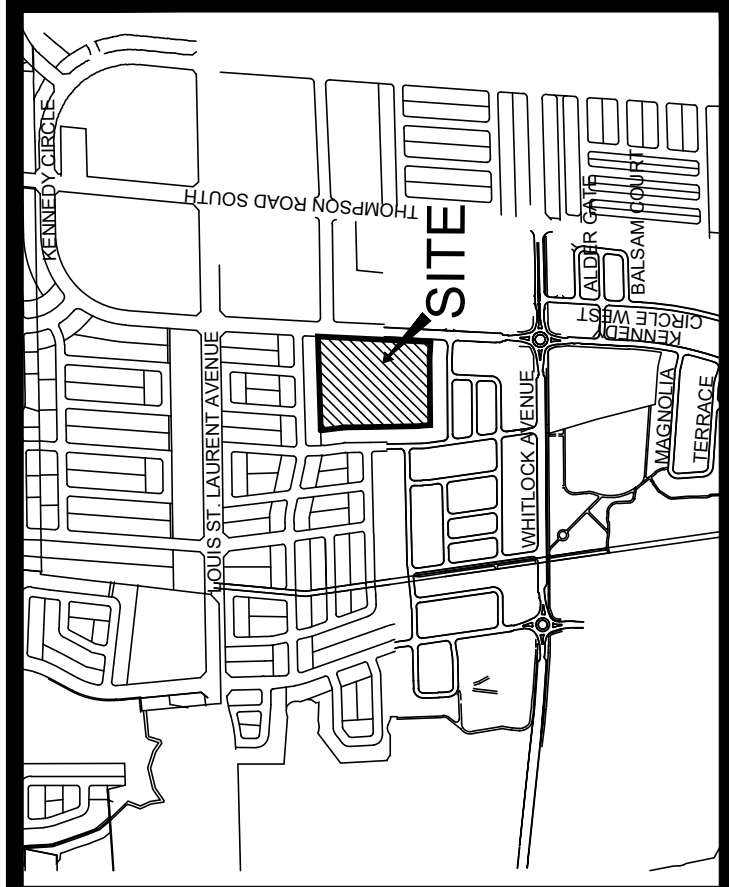 KENNEDY CIRCLE
THOMPSON ROAD SOUTH
SITE
ALDER GATE
BALSAM COURT
KENNED
CIRCLE WEST
LOUIS ST. LAURENT AVENUE
WHITLOCK AVENUE
MAGNOLIA
TERRACE